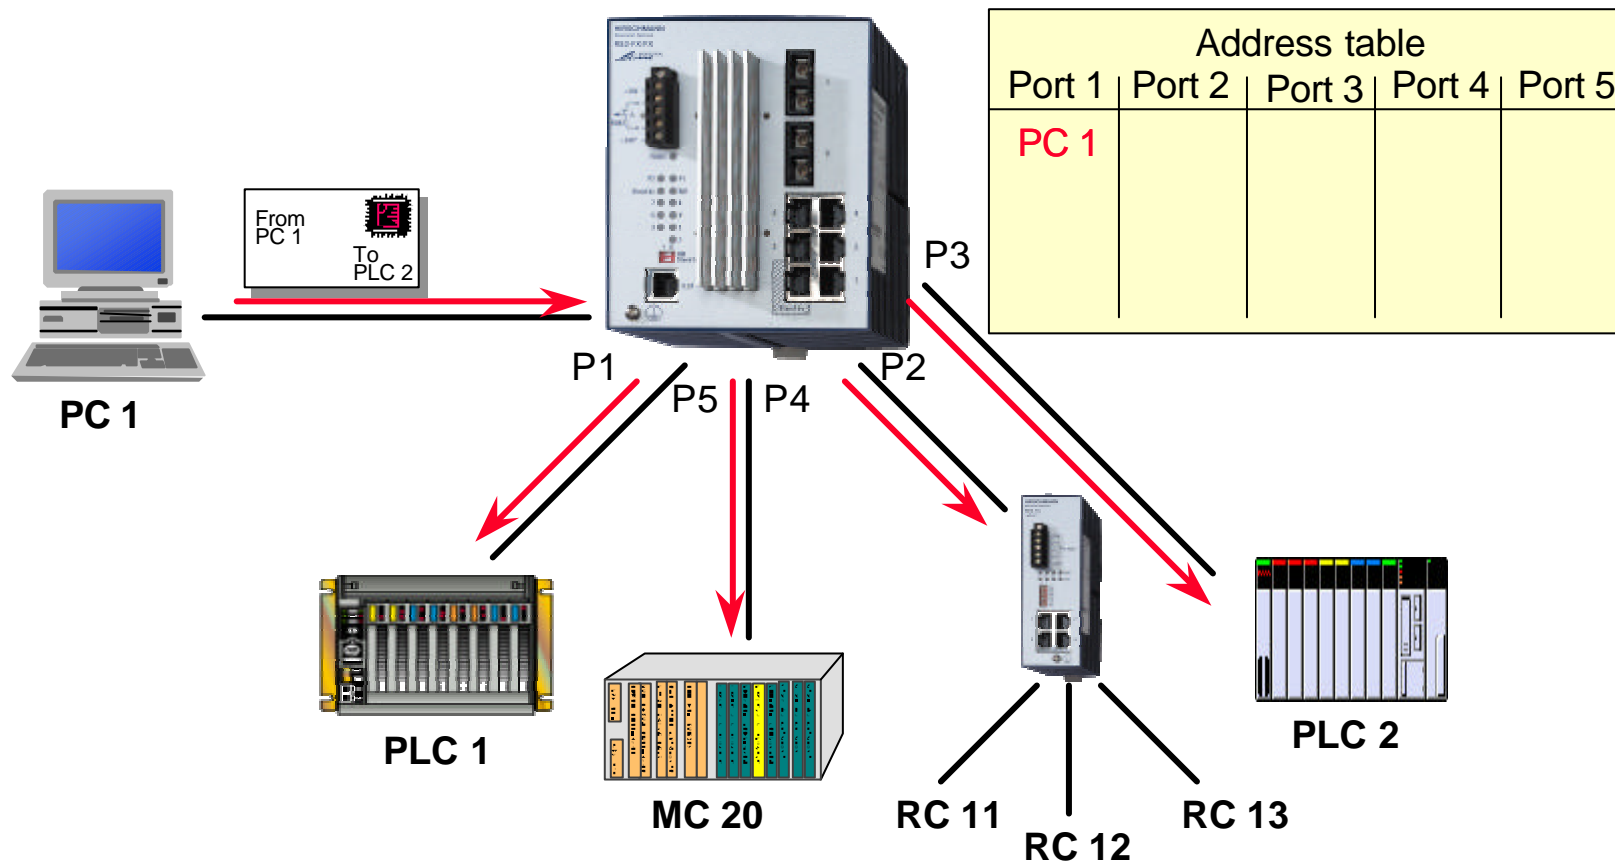 HIRSCHMANN
Address table
Port 1 Port 2 Port 3 Port 4 Port 5
PC 1
From
PC 1
To
PLC 2
P3
P1
P2
P5
P4
PC 1
PLC 1
PLC 2
MC 20
RC 11
RC 13
RC 12